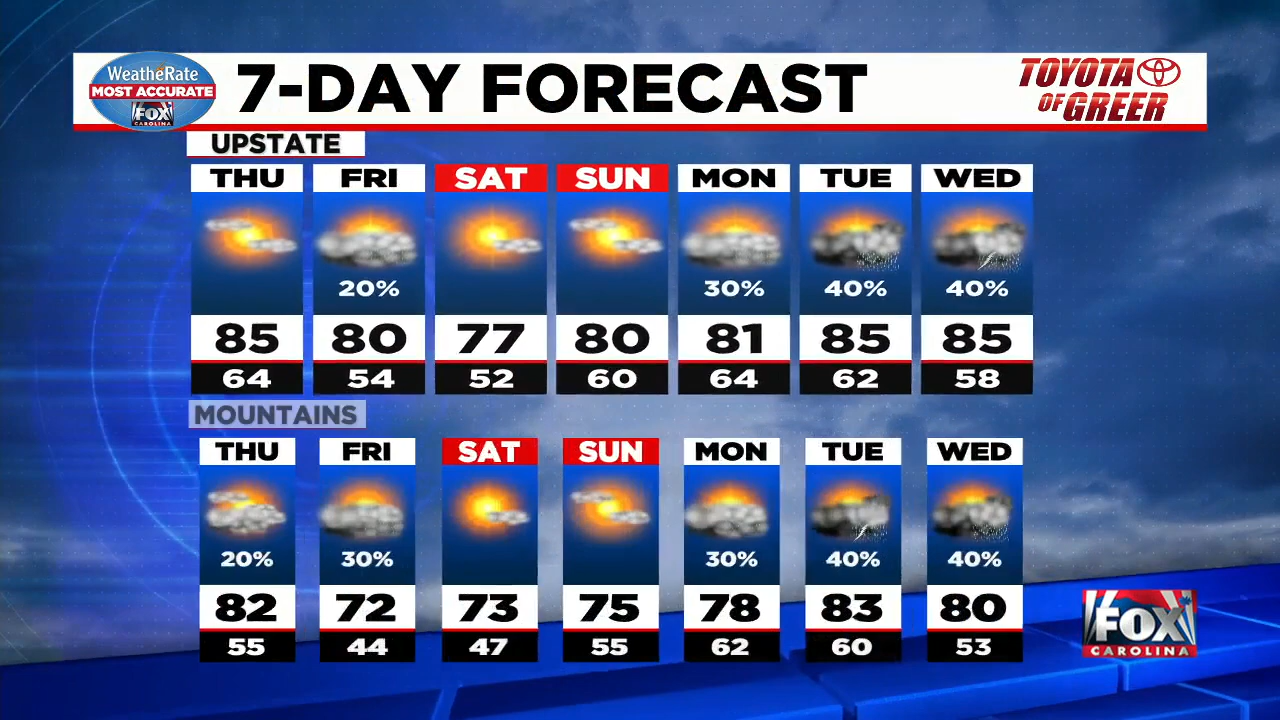 WeatheRate
MOST ACCURATE
FOX
CAROLINA
7-DAY FORECAST
TOYOTA
OF GREER
UPSTATE
THU FRI SAT SUN MON TUE WED
20% 30% 40% 40%
85 80 77 80 81 85 85
64 54 52 60 64 62 58
MOUNTAINS
THU FRI SAT SUN MON TUE WED
20% 30% 30% 40% 40%
82 72 73 75 78 83 80
55 44 47 55 62 60 53
FOX
CAROLINA